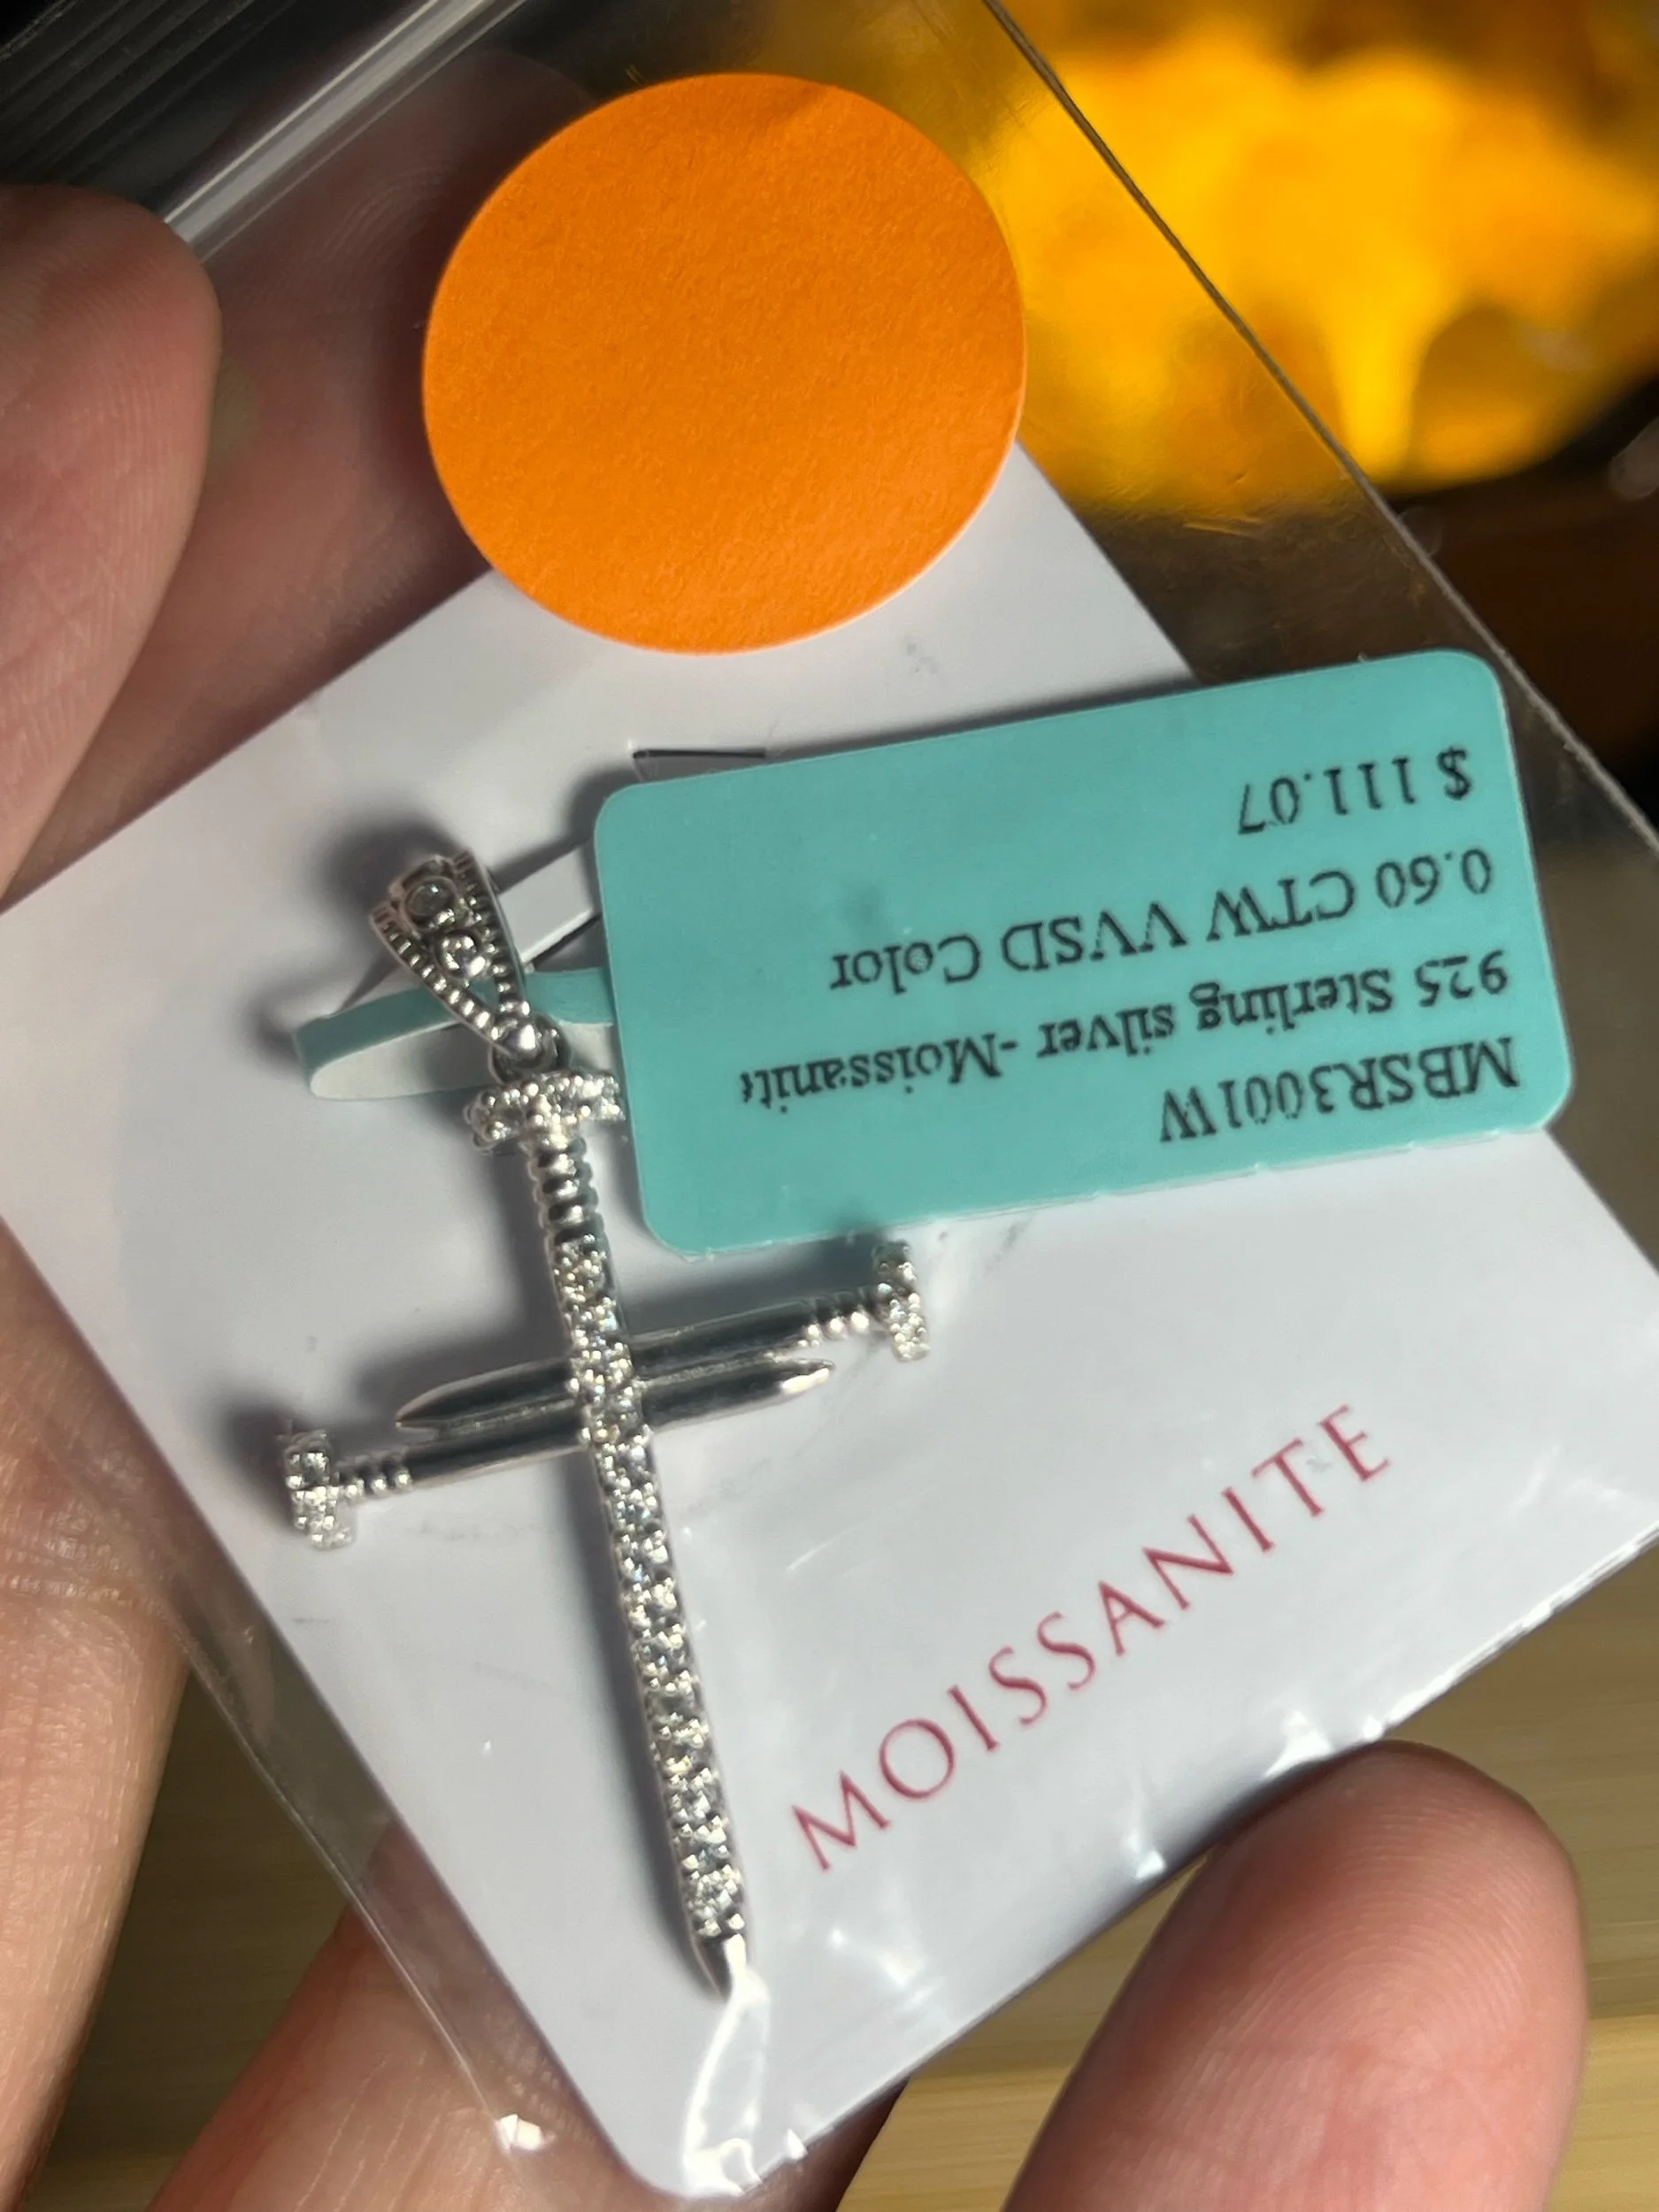 MBSR3001W
925 Sterling silver -Moissanite
0.60 CTW VVSD Color
$ 111.07
MOISSANITE